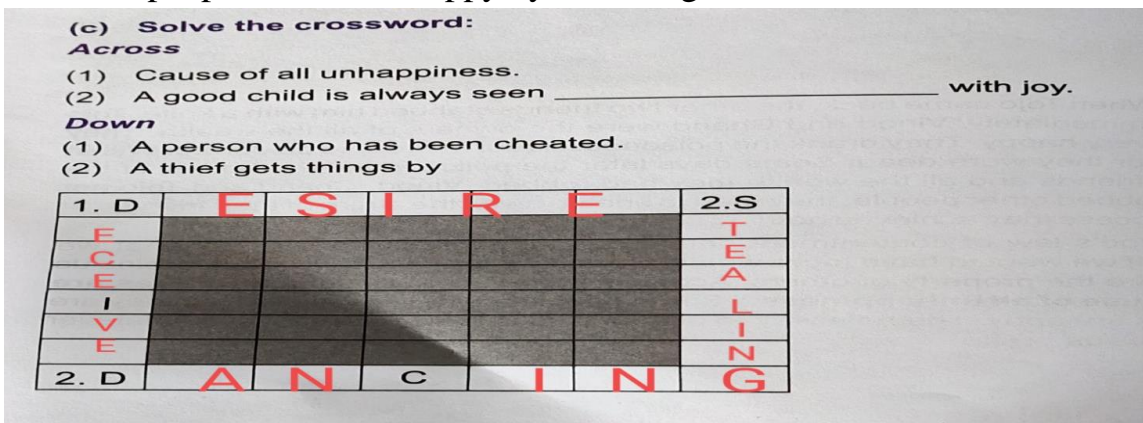 (c) Solve the crossword:
Across
(1) Cause of all unhappiness.
(2) A good child is always seen ______ with joy.
Down
(1) A person who has been cheated.
(2) A thief gets things by
1. D E S I R E 2.S
E T
C E
E A
I L
V I
E N
2. D A N C I N G